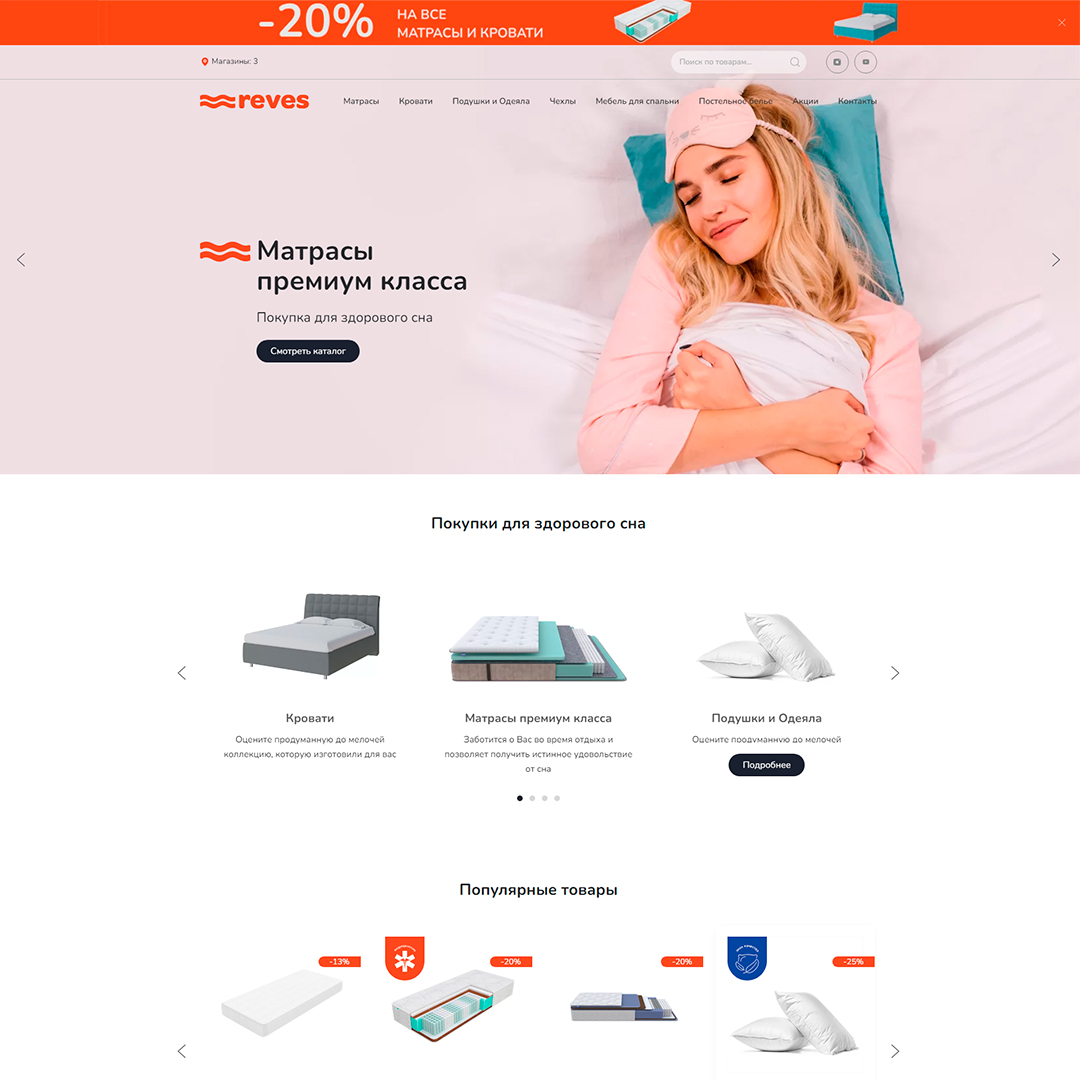 -20%
НА ВСЕ
МАТРАСЫ И КРОВАТИ
Магазины: 3
Поиск по товарам...
reves
Матрасы Кровати Подушки и Одеяла Чехлы Мебель для спальни Постельное белье Акции Контакты
Матрасы
премиум класса
Покупка для здорового сна
Смотреть каталог
Покупки для здорового сна
Кровати
Оцените продуманную до мелочей
коллекцию, которую изготовили для вас
Матрасы премиум класса
Заботится о Вас во время отдыха и
позволяет получить истинное удовольствие
от сна
Подушки и Одеяла
Оцените продуманную до мелочей
Подробнее
Популярные товары
-13%
-20%
-20%
-25%